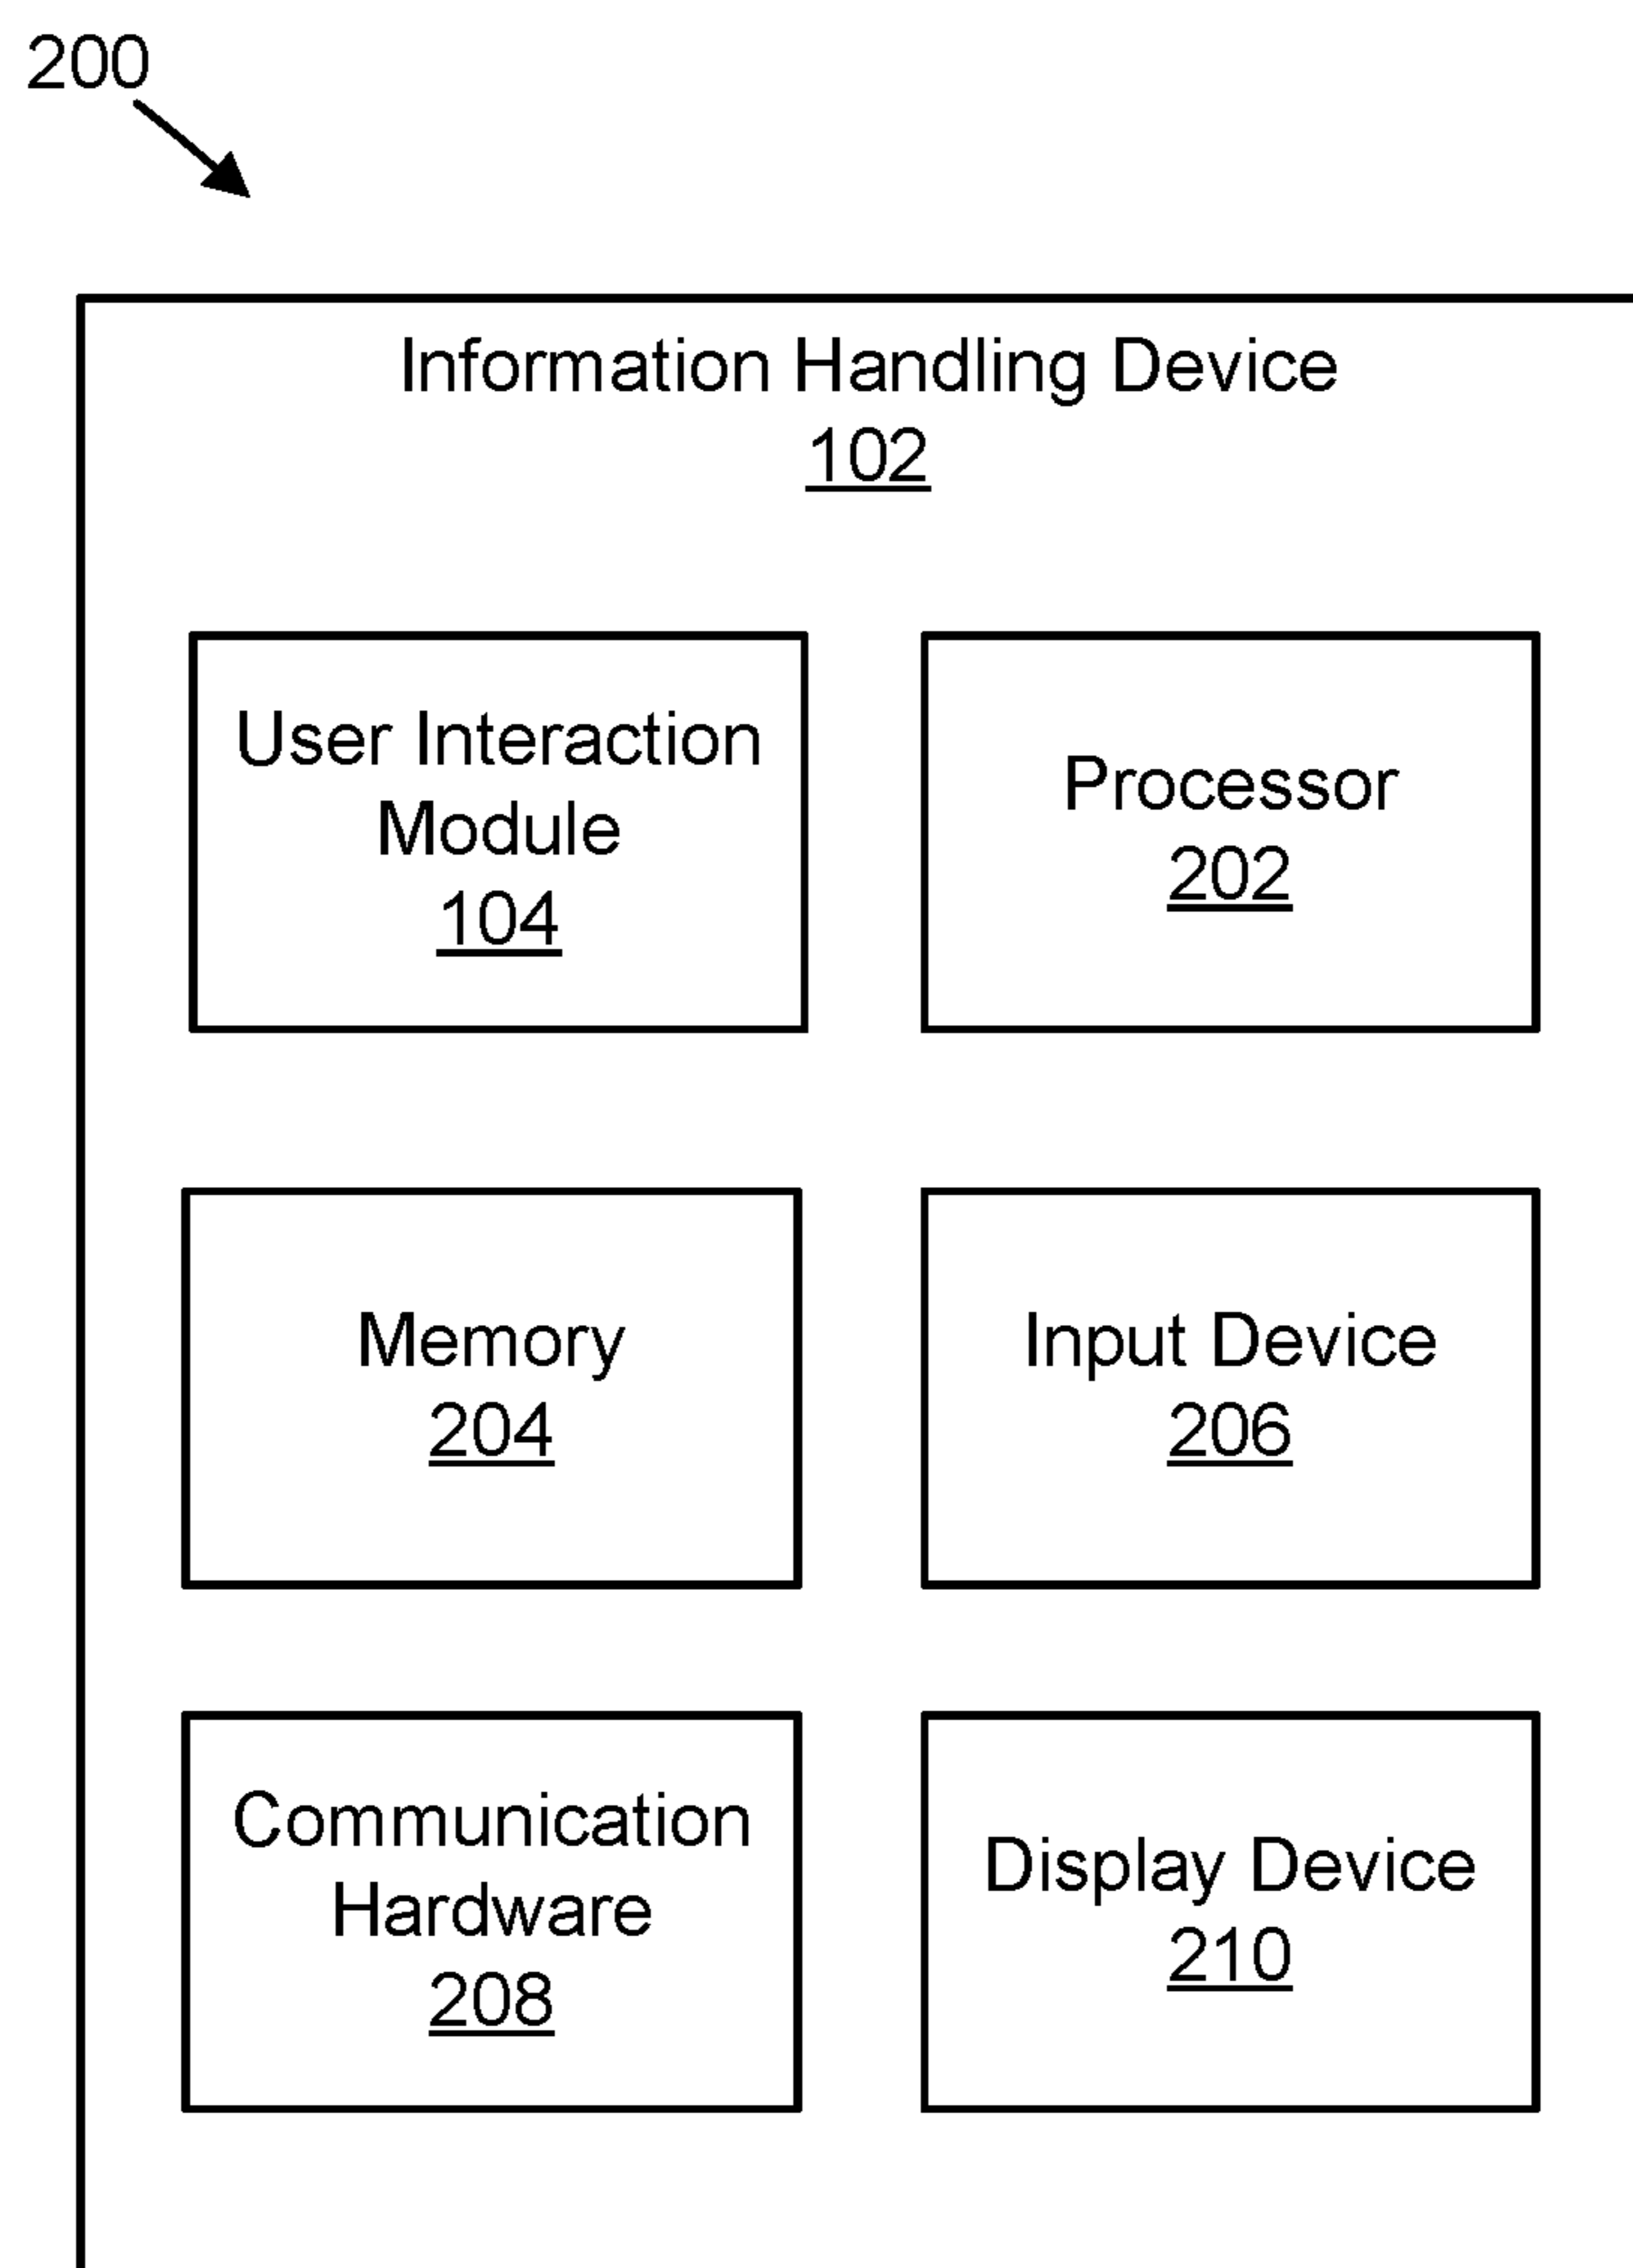 200
Information Handling Device
102
User Interaction
Module
104
Processor
202
Memory
204
Input Device
206
Communication
Hardware
208
Display Device
210